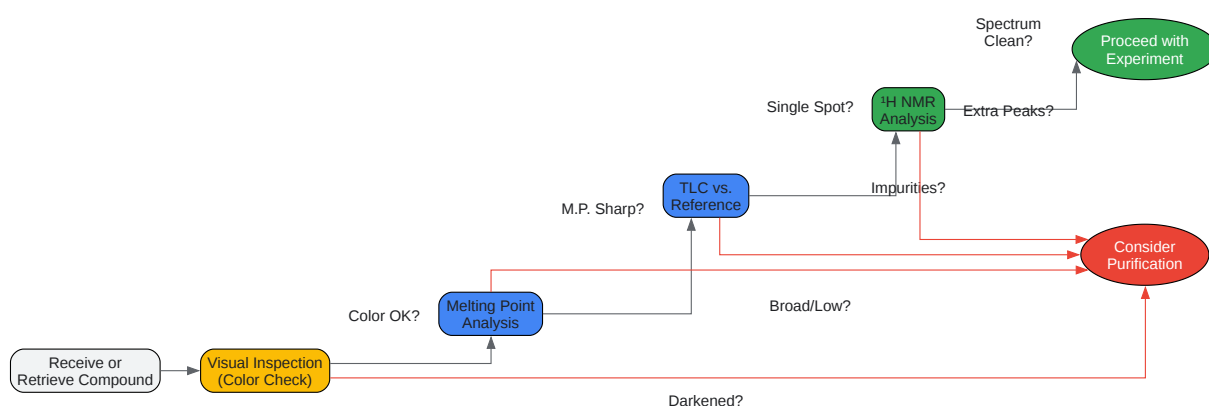 Spectrum
Clean?
Proceed with
Experiment
Single Spot?
¹H NMR
Analysis
Extra Peaks?
TLC vs.
Reference
Impurities?
M.P. Sharp?
Consider
Purification
Melting Point
Analysis
Color OK?
Broad/Low?
Receive or
Retrieve Compound
Visual Inspection
(Color Check)
Darkened?